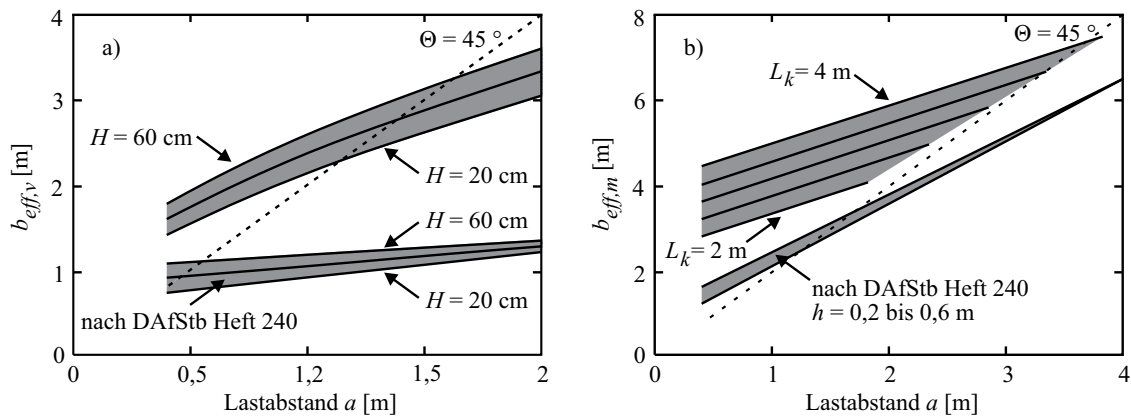 a)
Θ = 45 °
H = 60 cm
H = 20 cm
H = 60 cm
H = 20 cm
nach DAfStb Heft 240
b_eff,v [m]
4
3
2
1
0
0
0,5
1,2
1,5
2
Lastabstand a [m]
b)
Θ = 45 °
L_k = 4 m
L_k = 2 m
nach DAfStb Heft 240
h = 0,2 bis 0,6 m
b_eff,m [m]
8
6
4
2
0
0
1
2
3
4
Lastabstand a [m]